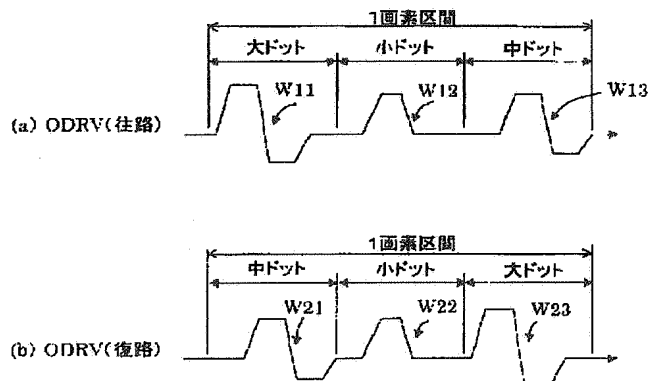 1画素区間
大ドット 小ドット 中ドット
W11 W12 W13
(a) ODRV(往路)
1画素区間
中ドット 小ドット 大ドット
W21 W22 W23
(b) ODRV(復路)